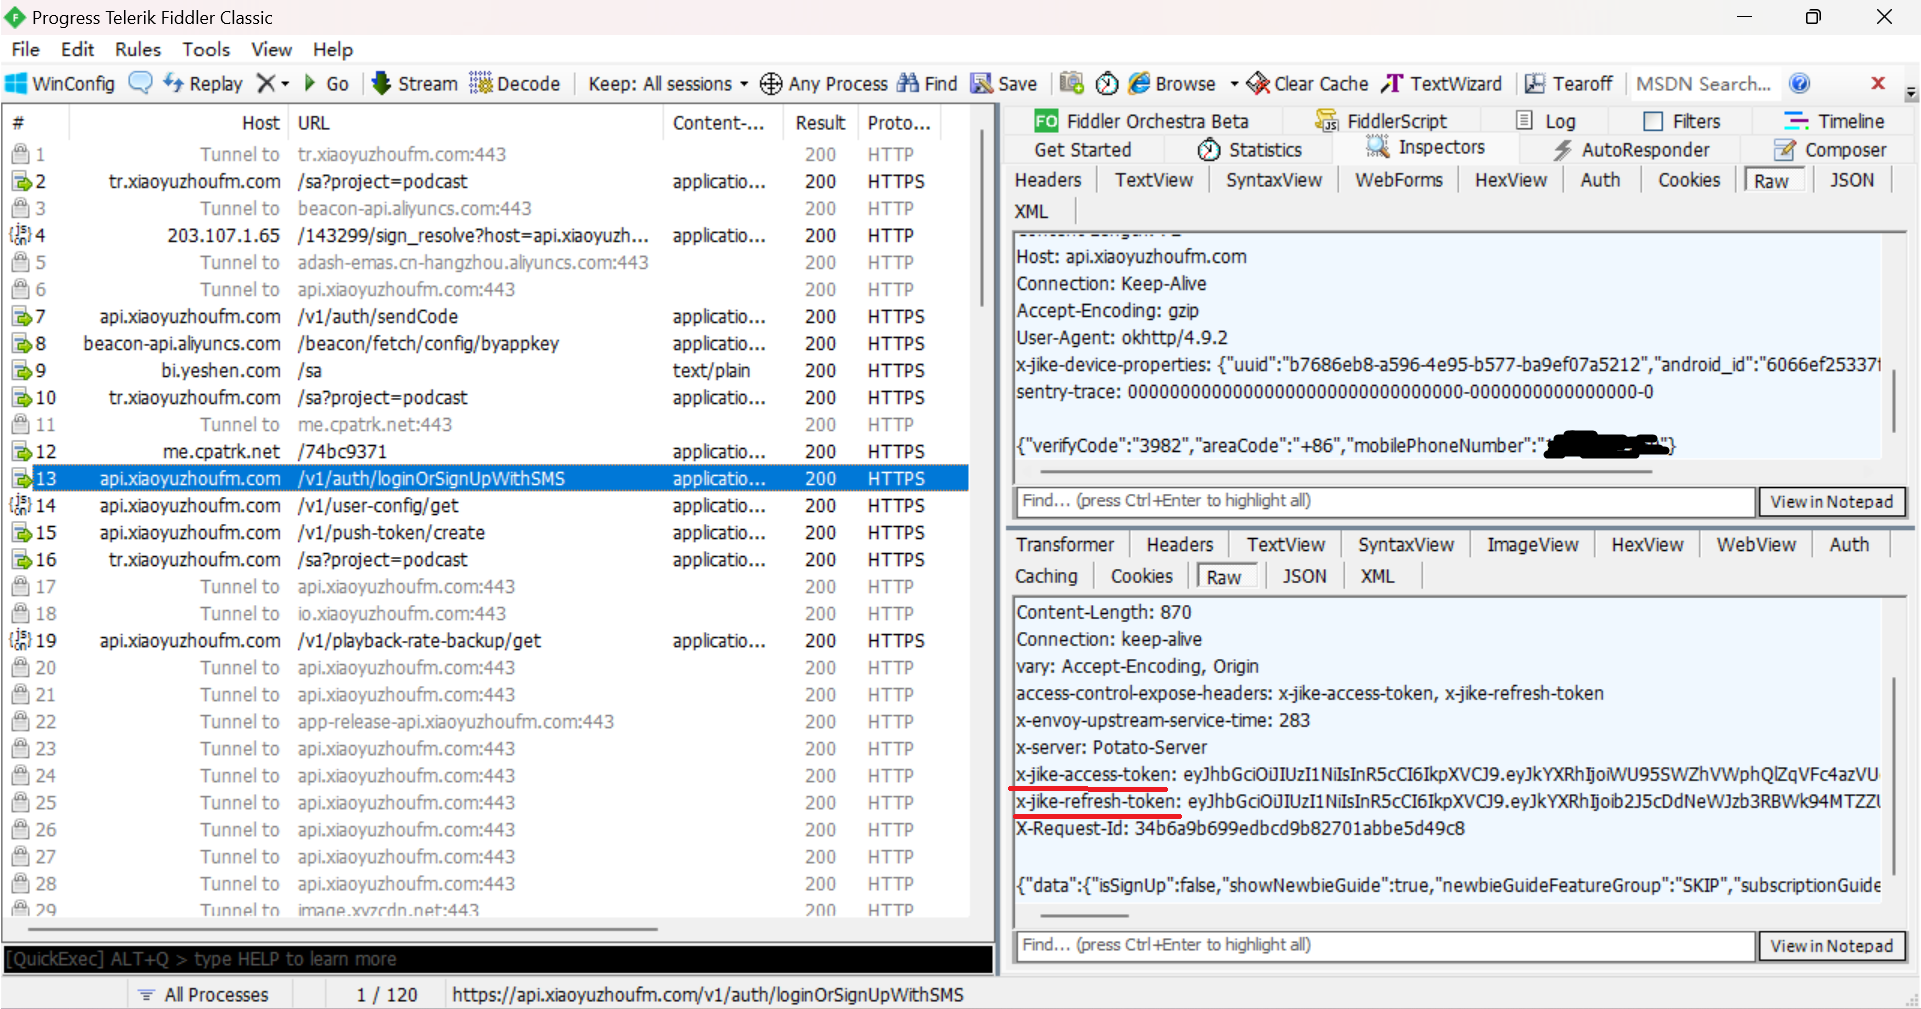 Progress Telerik Fiddler Classic
File Edit Rules Tools View Help
WinConfig Replay Go Stream Decode Keep: All sessions Any Process Find Save Browse Clear Cache TextWizard Tearoff MSDN Search...
# Host URL Content-... Result Proto...
1 Tunnel to tr.xiaoyuzhoufm.com:443 200 HTTP
2 tr.xiaoyuzhoufm.com /sa?project=podcast applicatio... 200 HTTPS
3 Tunnel to beacon-api.aliyuncs.com:443 200 HTTP
4 203.107.1.65 /143299/sign_resolve?host=api.xiaoyuzh... applicatio... 200 HTTP
5 Tunnel to adash-emas.cn-hangzhou.aliyuncs.com:443 200 HTTP
6 Tunnel to api.xiaoyuzhoufm.com:443 200 HTTP
7 api.xiaoyuzhoufm.com /v1/auth/sendCode applicatio... 200 HTTPS
8 beacon-api.aliyuncs.com /beacon/fetch/config/byappkey applicatio... 200 HTTPS
9 bi.yeshen.com /sa text/plain 200 HTTPS
10 tr.xiaoyuzhoufm.com /sa?project=podcast applicatio... 200 HTTPS
11 Tunnel to me.cpatrk.net:443 200 HTTP
12 me.cpatrk.net /74bc9371 applicatio... 200 HTTPS
13 api.xiaoyuzhoufm.com /v1/auth/loginOrSignUpWithSMS applicatio... 200 HTTPS
14 api.xiaoyuzhoufm.com /v1/user-config/get applicatio... 200 HTTPS
15 api.xiaoyuzhoufm.com /v1/push-token/create applicatio... 200 HTTPS
16 tr.xiaoyuzhoufm.com /sa?project=podcast applicatio... 200 HTTPS
17 Tunnel to api.xiaoyuzhoufm.com:443 200 HTTP
18 Tunnel to io.xiaoyuzhoufm.com:443 200 HTTP
19 api.xiaoyuzhoufm.com /v1/playback-rate-backup/get applicatio... 200 HTTPS
20 Tunnel to api.xiaoyuzhoufm.com:443 200 HTTP
21 Tunnel to api.xiaoyuzhoufm.com:443 200 HTTP
22 Tunnel to app-release-api.xiaoyuzhoufm.com:443 200 HTTP
23 Tunnel to api.xiaoyuzhoufm.com:443 200 HTTP
24 Tunnel to api.xiaoyuzhoufm.com:443 200 HTTP
25 Tunnel to api.xiaoyuzhoufm.com:443 200 HTTP
26 Tunnel to api.xiaoyuzhoufm.com:443 200 HTTP
27 Tunnel to api.xiaoyuzhoufm.com:443 200 HTTP
28 Tunnel to api.xiaoyuzhoufm.com:443 200 HTTP
29 Tunnel to image.xyzcdn.net:443 200 HTTP
[QuickExec] ALT+Q > type HELP to learn more
All Processes 1 / 120 https://api.xiaoyuzhoufm.com/v1/auth/loginOrSignUpWithSMS
FO Fiddler Orchestra Beta FiddlerScript Log Filters Timeline
Get Started Statistics Inspectors AutoResponder Composer
Headers TextView SyntaxView WebForms HexView Auth Cookies Raw JSON
XML
Host: api.xiaoyuzhoufm.com
Connection: Keep-Alive
Accept-Encoding: gzip
User-Agent: okhttp/4.9.2
x-jike-device-properties: {"uuid":"b7686eb8-a596-4e95-b577-ba9ef07a5212","android_id":"6066ef25337f
sentry-trace: 00000000000000000000000000000000-0000000000000000-0
{"verifyCode":"3982","areaCode":"+86","mobilePhoneNumber":" "}
Find... (press Ctrl+Enter to highlight all) View in Notepad
Transformer Headers TextView SyntaxView ImageView HexView WebView Auth
Caching Cookies Raw JSON XML
Content-Length: 870
Connection: keep-alive
vary: Accept-Encoding, Origin
access-control-expose-headers: x-jike-access-token, x-jike-refresh-token
x-envoy-upstream-service-time: 283
x-server: Potato-Server
x-jike-access-token: eyJhbGciOiJIUzI1NiIsInR5cCI6IkpXVCJ9.eyJkYXRhIjoiWU95SWZhVWphQlZqVFc4azVU
x-jike-refresh-token: eyJhbGciOiJIUzI1NiIsInR5cCI6IkpXVCJ9.eyJkYXRhIjoib2J5cDdNeWJzb3RBWk94MTZZU
X-Request-Id: 34b6a9b699edbcd9b82701abbe5d49c8
{"data":{"isSignUp":false,"showNewbieGuide":true,"newbieGuideFeatureGroup":"SKIP","subscriptionGuide
Find... (press Ctrl+Enter to highlight all) View in Notepad